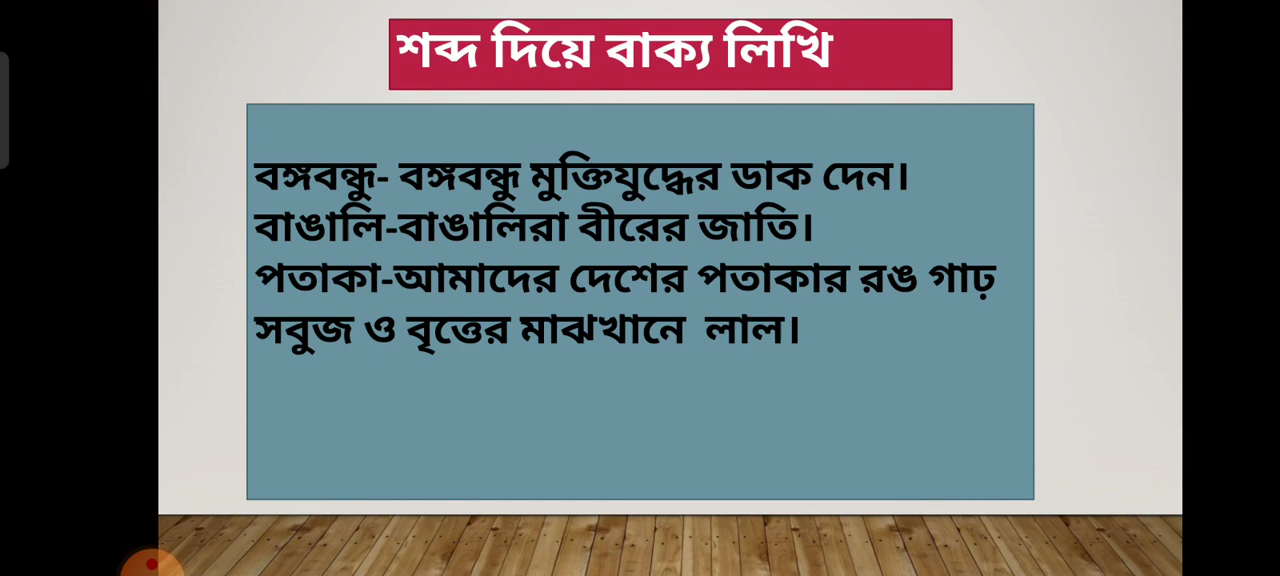 শব্দ দিয়ে বাক্য লিখি
বঙ্গবন্ধু- বঙ্গবন্ধু মুক্তিযুদ্ধের ডাক দেন।
বাঙালি-বাঙালিরা বীরের জাতি।
পতাকা-আমাদের দেশের পতাকার রঙ গাঢ়
সবুজ ও বৃত্তের মাঝখানে লাল।